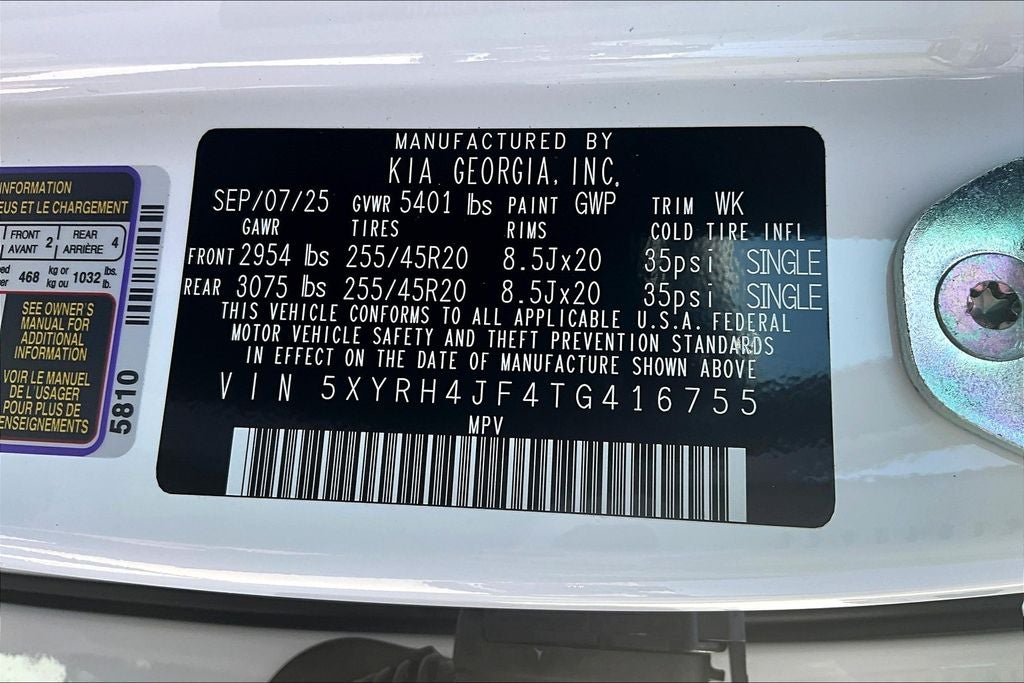 MANUFACTURED BY
KIA GEORGIA, INC.
SEP/07/25 GVWR 5401 lbs PAINT GWP TRIM WK
GAWR TIRES RIMS COLD TIRE INFL
FRONT 2954 lbs 255/45R20 8.5Jx20 35psi SINGLE
REAR 3075 lbs 255/45R20 8.5Jx20 35psi SINGLE
THIS VEHICLE CONFORMS TO ALL APPLICABLE U.S.A. FEDERAL
MOTOR VEHICLE SAFETY AND THEFT PREVENTION STANDARDS
IN EFFECT ON THE DATE OF MANUFACTURE SHOWN ABOVE
VIN 5XYRH4JF4TG416755
MPV
INFORMATION
ET LE CHARGEMENT
FRONT 2 REAR 4
AVANT ARRIÈRE
468 kg or 1032 lbs.
kg ou lb.
SEE OWNER'S
MANUAL FOR
ADDITIONAL
INFORMATION
VOIR LE MANUEL
DE L'USAGER
POUR PLUS DE
5810